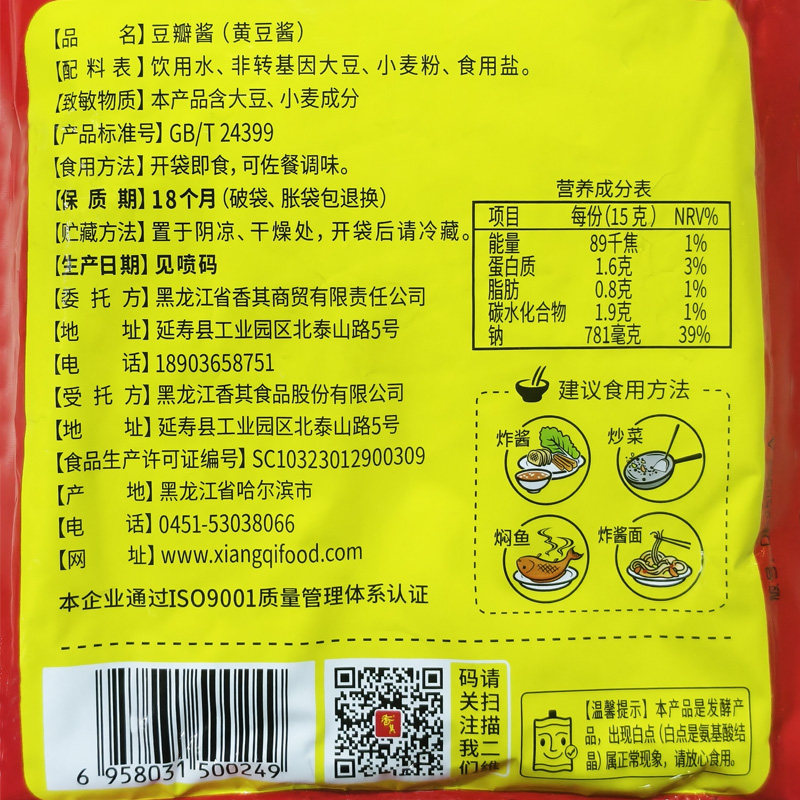 【品 名】豆瓣酱（黄豆酱）
【配 料 表】饮用水、非转基因大豆、小麦粉、食用盐。
【致敏物质】本产品含大豆、小麦成分
【产品标准号】GB/T 24399
【食用方法】开袋即食，可佐餐调味。
【保 质 期】18个月（破袋、胀袋包退换）
【贮藏方法】置于阴凉、干燥处，开袋后请冷藏。
【生产日期】见喷码
【委 托 方】黑龙江省香其商贸有限责任公司
【地 址】延寿县工业园区北泰山路5号
【电 话】18903658751
【受 托 方】黑龙江香其食品股份有限公司
【地 址】延寿县工业园区北泰山路5号
【食品生产许可证编号】SC10323012900309
【产 地】黑龙江省哈尔滨市
【电 话】0451-53038066
【网 址】www.xiangqifood.com
本企业通过ISO9001质量管理体系认证
营养成分表
项目 每份（15克） NRV%
能量 89千焦 1%
蛋白质 1.6克 3%
脂肪 0.8克 1%
碳水化合物 1.9克 1%
钠 781毫克 39%
建议食用方法
炸酱 炒菜
焖鱼 炸酱面
6 958031 500249
香其
请扫描二维
码关注我们
【温馨提示】本产品是发酵产
品，出现白点（白点是氨基酸结
晶）属正常现象，请放心食用。